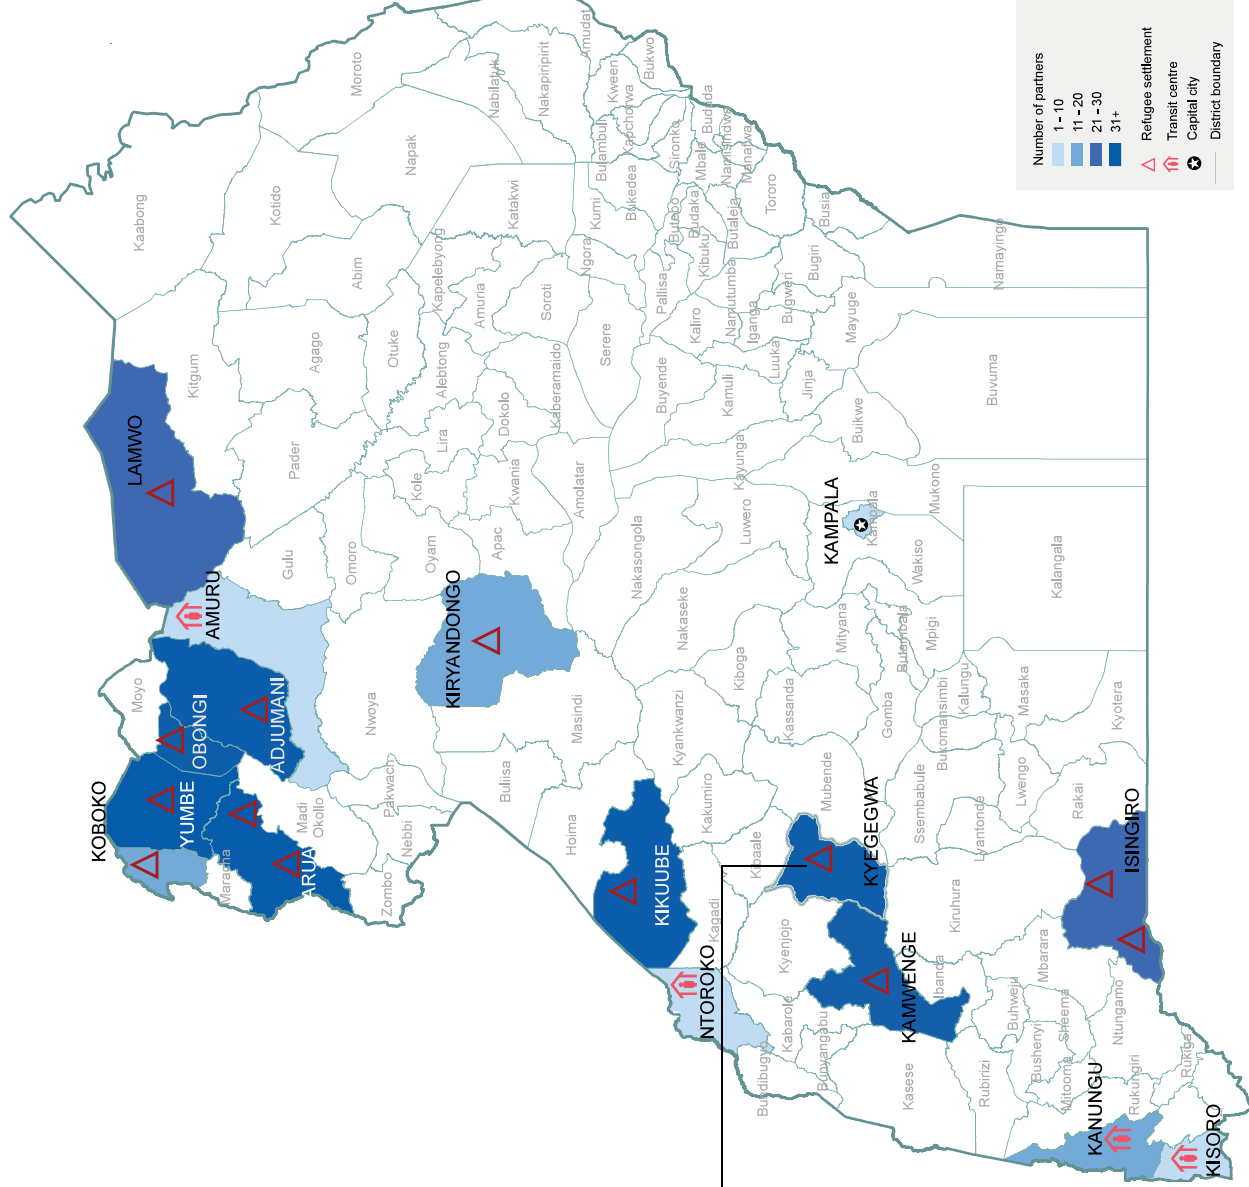 Kaabong
Moroto
Kotido
Amudat
Nabilatuk
Nakapiripirit
Napak
Kween
Bukwo
Kapchorwa
Bulambuli
Abim
Kapelebyong
Katakwi
Kumi
Bukedea
Sironko
Bududa
Mbale
Namisindwa
Manafwa
Tororo
Butebo
Budaka
Butaleja
Kibuku
Busia
Ngora
Pallisa
Kitgum
Agago
Otuke
Amuria
Soroti
Serere
Kaliro
Namutumba
Iganga
Bugweri
Bugiri
Mayuge
Namayingo
LAMWO
Pader
Alebtong
Lira
Dokolo
Kaberamaido
Buyende
Kamuli
Luuka
Jinja
Buikwe
Buvuma
Kole
Kwania
Amolatar
Kayunga
Gulu
Omoro
Oyam
Apac
Nakasongola
Luwero
KAMPALA
Kampala
Mukono
Wakiso
Kalangala
AMURU
KIRYANDONGO
Nakaseke
Mityana
Butambala
Mpigi
Moyo
OBONGI
ADJUMANI
Nwoya
Masindi
Kiboga
Kyankwanzi
Kassanda
Gomba
Bukomansimbi
Kalungu
Masaka
Kyotera
KOBOKO
YUMBE
Madi
Okollo
Pakwach
Nebbi
Buliisa
Hoima
Kakumiro
Mubende
Ssembabule
Lwengo
Lyantonde
Rakai
Maracha
ARUA
Zombo
KIKUUBE
Kibaale
Kagadi
KYEGEGWA
Kiruhura
ISINGIRO
NTOROKO
Kyenjojo
KAMWENGE
Ibanda
Mbarara
Kabarole
Bunyangabu
Bundibugyo
Kasese
Rubirizi
Buhweju
Bushenyi
Sheema
Mitooma
Ntungamo
Rukungiri
Rukiga
KANUNGU
KISORO
Number of partners
1 - 10
11 - 20
21 - 30
31+
Refugee settlement
Transit centre
Capital city
District boundary